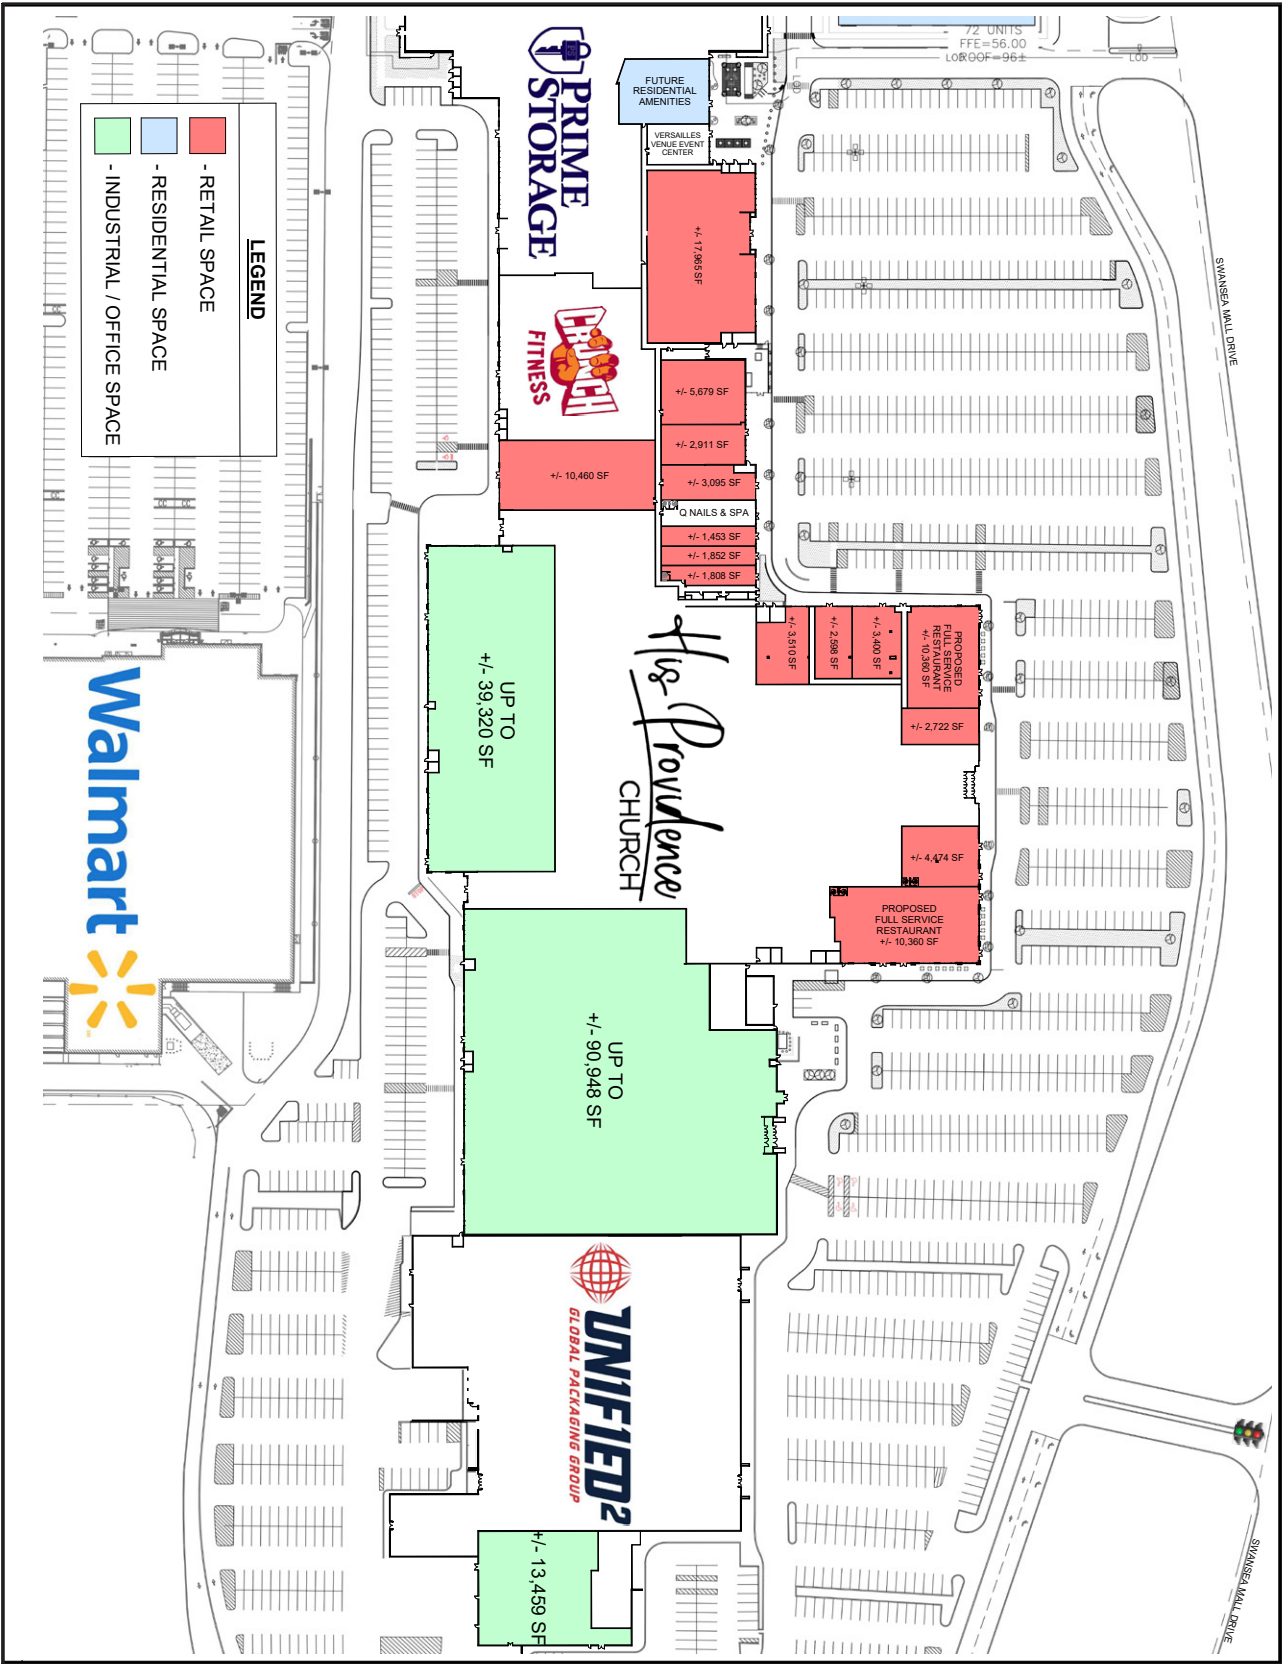 72 UNITS
FFE=56.00
ROOF=96±
LOD
LOD
SWANSEA MALL DRIVE
FUTURE
RESIDENTIAL
AMENITIES
VERSAILLES
VENUE EVENT
CENTER
PRIME
STORAGE
LEGEND
- RETAIL SPACE
- RESIDENTIAL SPACE
- INDUSTRIAL / OFFICE SPACE
+/- 17,965 SF
CRUNCH
FITNESS
+/- 5,679 SF
+/- 2,911 SF
+/- 10,460 SF
+/- 3,095 SF
Q NAILS & SPA
+/- 1,453 SF
+/- 1,852 SF
+/- 1,808 SF
+/- 3,510 SF
+/- 2,598 SF
+/- 3,400 SF
PROPOSED
FULL SERVICE
RESTAURANT
+/- 10,360 SF
+/- 2,722 SF
UP TO
+/- 39,320 SF
His Providence
CHURCH
Walmart
+/- 4,474 SF
PROPOSED
FULL SERVICE
RESTAURANT
+/- 10,360 SF
UP TO
+/- 90,948 SF
UN1F1ED²
GLOBAL PACKAGING GROUP
+/- 13,459 SF
SWANSEA MALL DRIVE